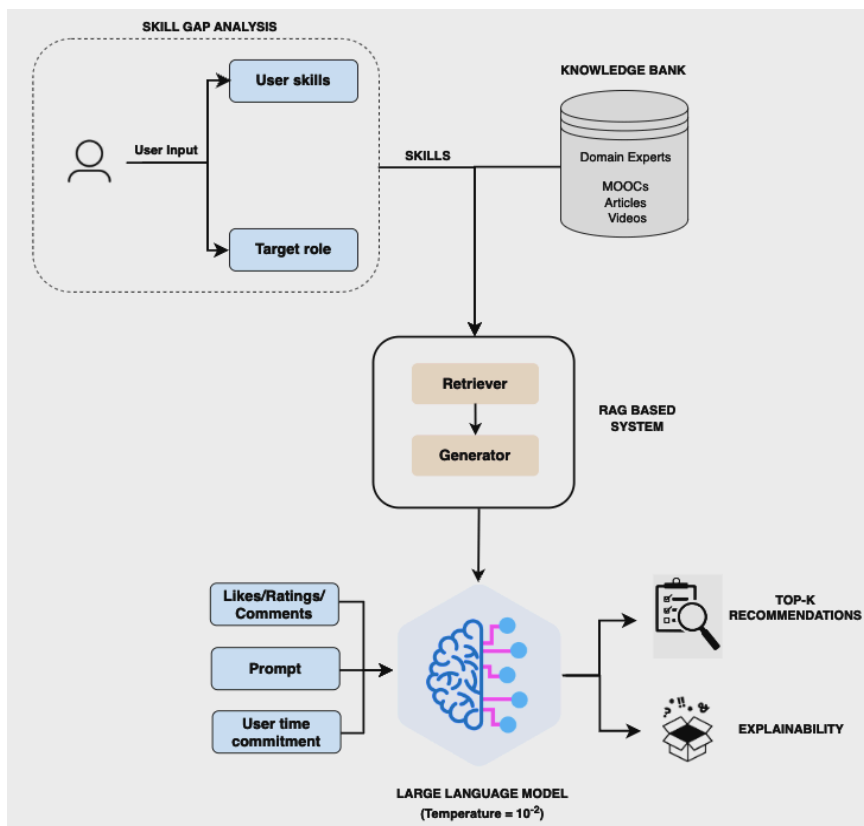 SKILL GAP ANALYSIS
User skills
User Input
Target role
SKILLS
KNOWLEDGE BANK
Domain Experts
MOOCs
Articles
Videos
Retriever
Generator
RAG BASED
SYSTEM
Likes/Ratings/
Comments
Prompt
User time
commitment
LARGE LANGUAGE MODEL
(Temperature = 10⁻²)
TOP-K
RECOMMENDATIONS
EXPLAINABILITY